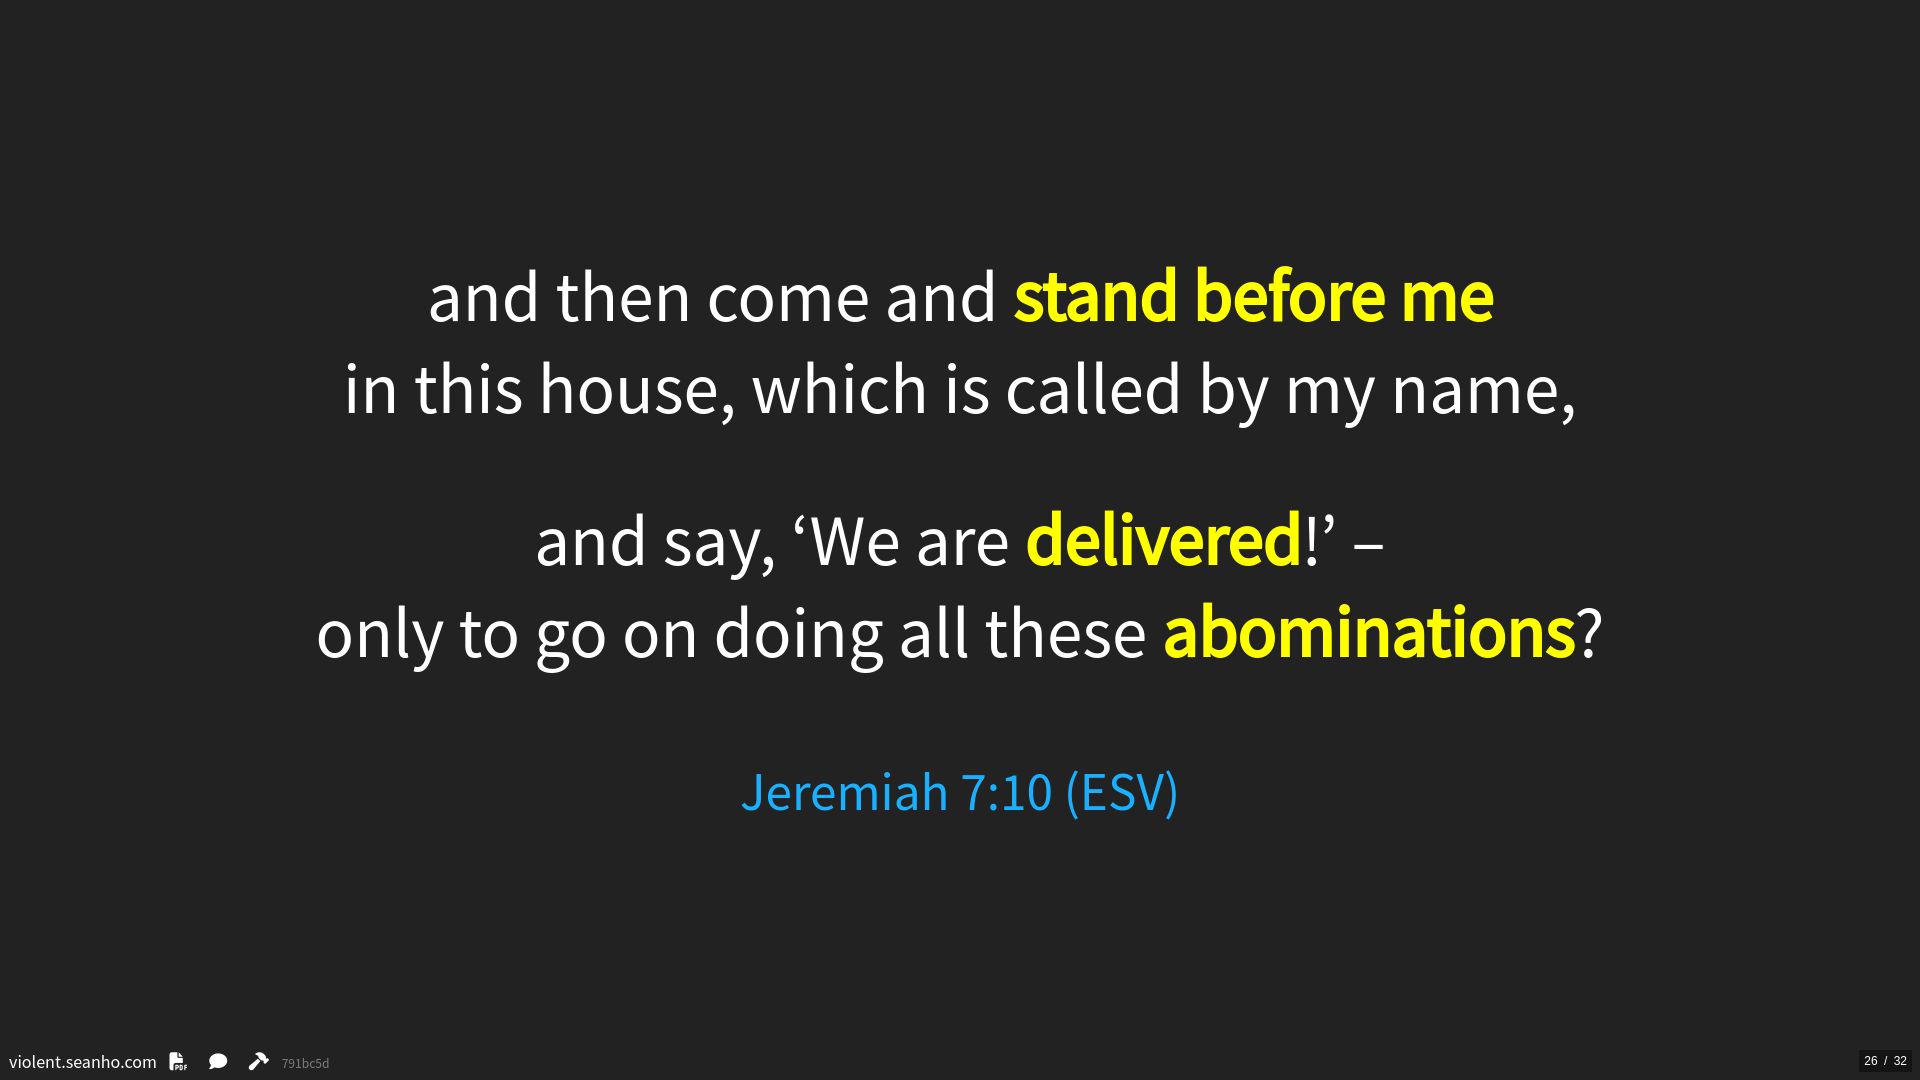 and then come and stand before me
in this house, which is called by my name,
and say, ‘We are delivered!’ –
only to go on doing all these abominations?
Jeremiah 7:10 (ESV)
violent.seanho.com PDF 791bc5d
26 / 32